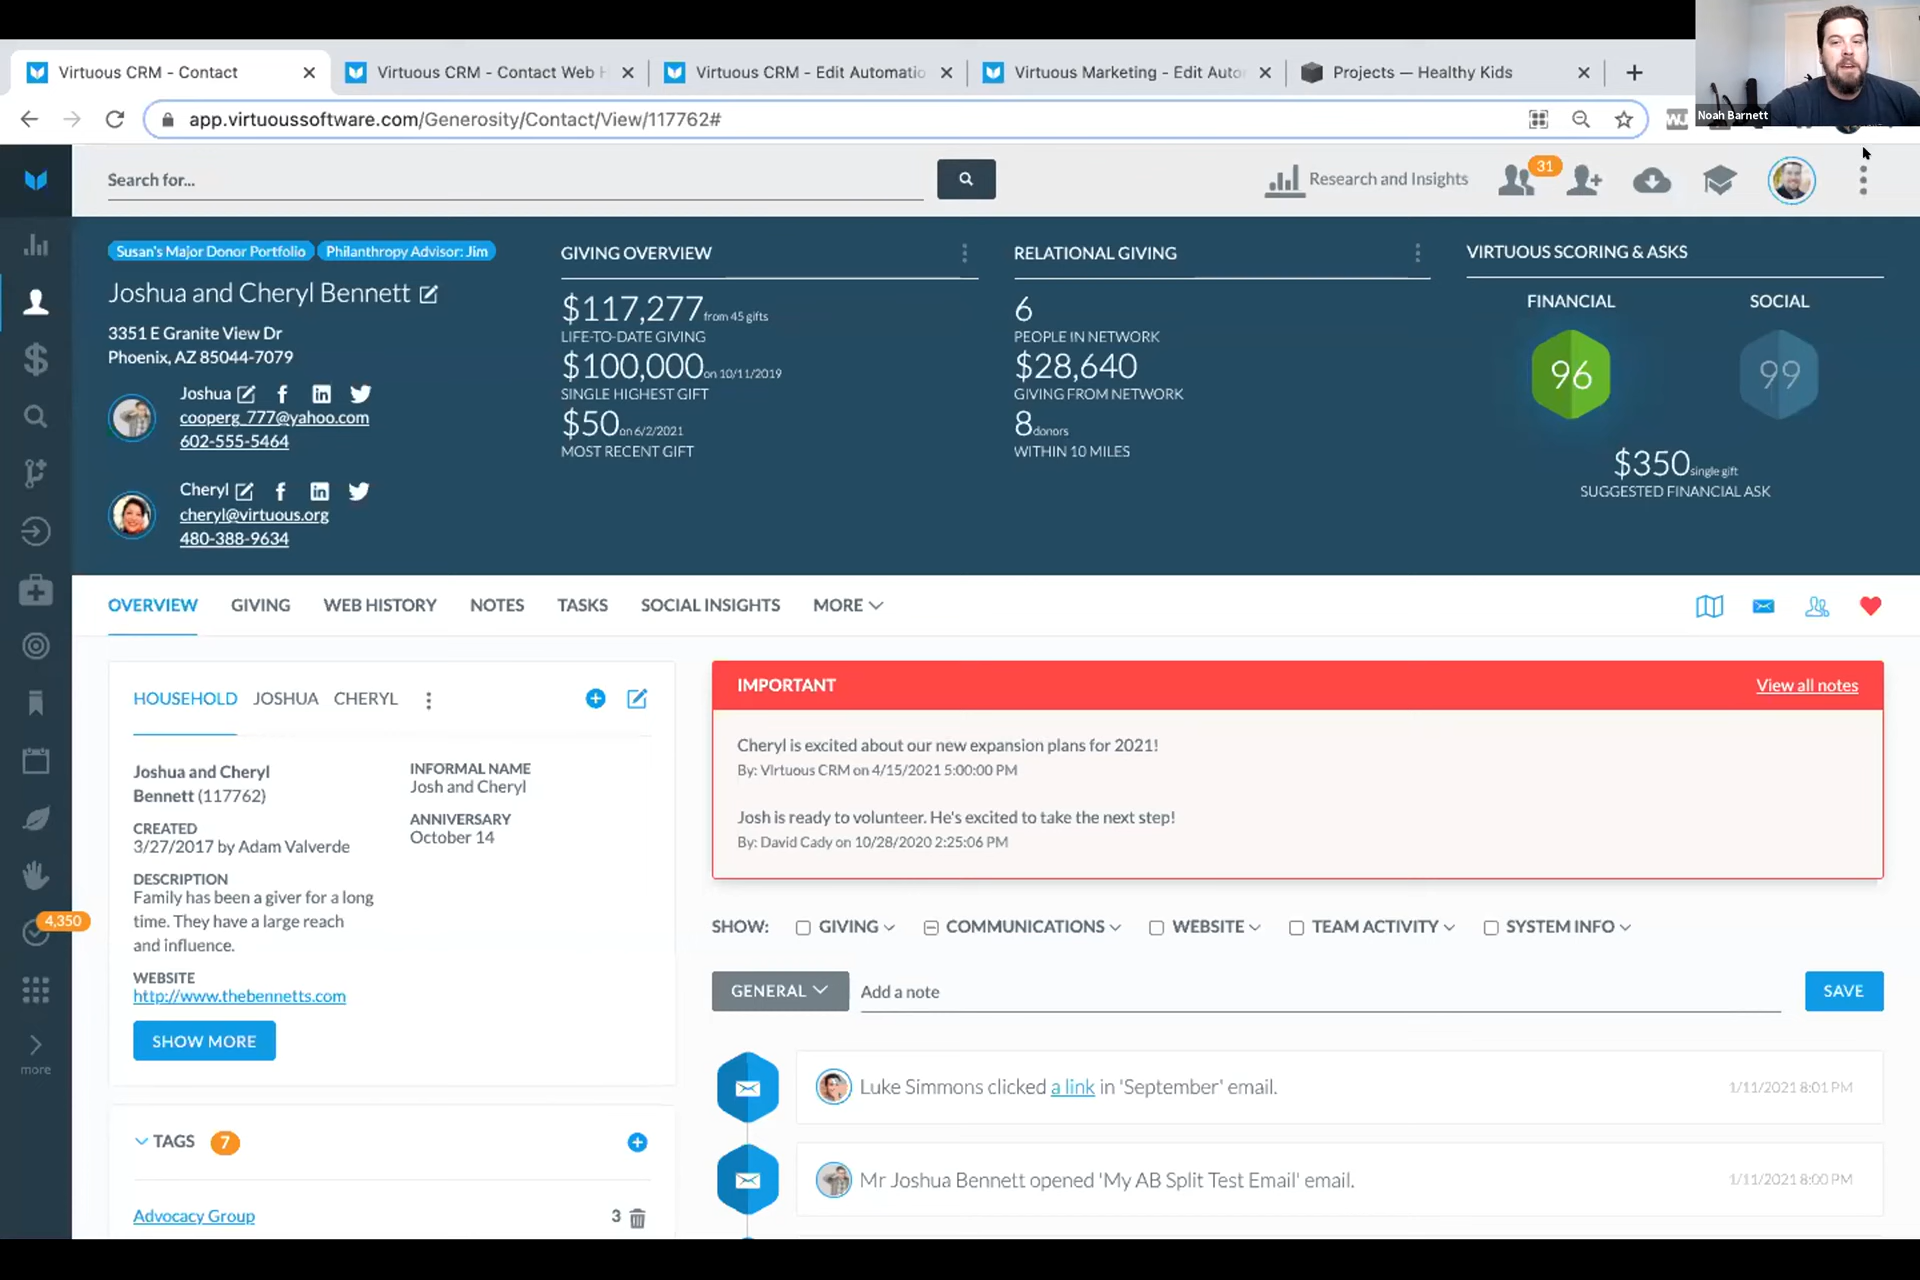 Virtuous CRM - Contact
Virtuous CRM - Contact Web H
Virtuous CRM - Edit Automatio
Virtuous Marketing - Edit Autor
Projects — Healthy Kids
app.virtuoussoftware.com/Generosity/Contact/View/117762#
Noah Barnett
Search for...
Research and Insights
31
Susan's Major Donor Portfolio
Philanthropy Advisor: Jim
Joshua and Cheryl Bennett
3351 E Granite View Dr
Phoenix, AZ 85044-7079
Joshua
cooperg_777@yahoo.com
602-555-5464
Cheryl
cheryl@virtuous.org
480-388-9634
GIVING OVERVIEW
$117,277 from 45 gifts
LIFE-TO-DATE GIVING
$100,000 on 10/11/2019
SINGLE HIGHEST GIFT
$50 on 6/2/2021
MOST RECENT GIFT
RELATIONAL GIVING
6
PEOPLE IN NETWORK
$28,640
GIVING FROM NETWORK
8 donors
WITHIN 10 MILES
VIRTUOUS SCORING & ASKS
FINANCIAL
SOCIAL
96
99
$350 single gift
SUGGESTED FINANCIAL ASK
OVERVIEW
GIVING
WEB HISTORY
NOTES
TASKS
SOCIAL INSIGHTS
MORE
HOUSEHOLD
JOSHUA
CHERYL
Joshua and Cheryl
Bennett (117762)
CREATED
3/27/2017 by Adam Valverde
DESCRIPTION
Family has been a giver for a long
time. They have a large reach
and influence.
WEBSITE
http://www.thebennetts.com
INFORMAL NAME
Josh and Cheryl
ANNIVERSARY
October 14
SHOW MORE
4,350
more
TAGS 7
Advocacy Group
3
IMPORTANT
View all notes
Cheryl is excited about our new expansion plans for 2021!
By: Virtuous CRM on 4/15/2021 5:00:00 PM
Josh is ready to volunteer. He's excited to take the next step!
By: David Cady on 10/28/2020 2:25:06 PM
SHOW:
GIVING
COMMUNICATIONS
WEBSITE
TEAM ACTIVITY
SYSTEM INFO
GENERAL
Add a note
SAVE
Luke Simmons clicked a link in 'September' email.
1/11/2021 8:01 PM
Mr Joshua Bennett opened 'My AB Split Test Email' email.
1/11/2021 8:00 PM